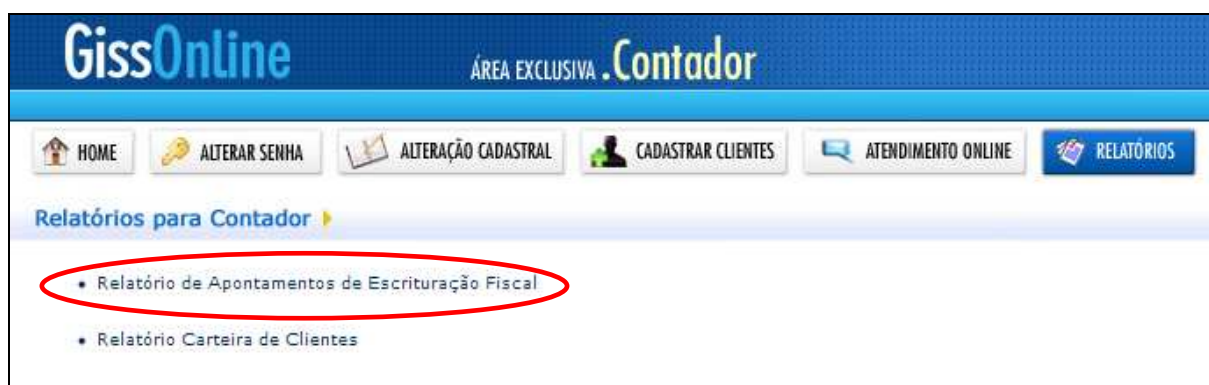 GissOnline ÁREA EXCLUSIVA .Contador
HOME ALTERAR SENHA ALTERAÇÃO CADASTRAL CADASTRAR CLIENTES ATENDIMENTO ONLINE RELATÓRIOS
Relatórios para Contador
• Relatório de Apontamentos de Escrituração Fiscal
• Relatório Carteira de Clientes